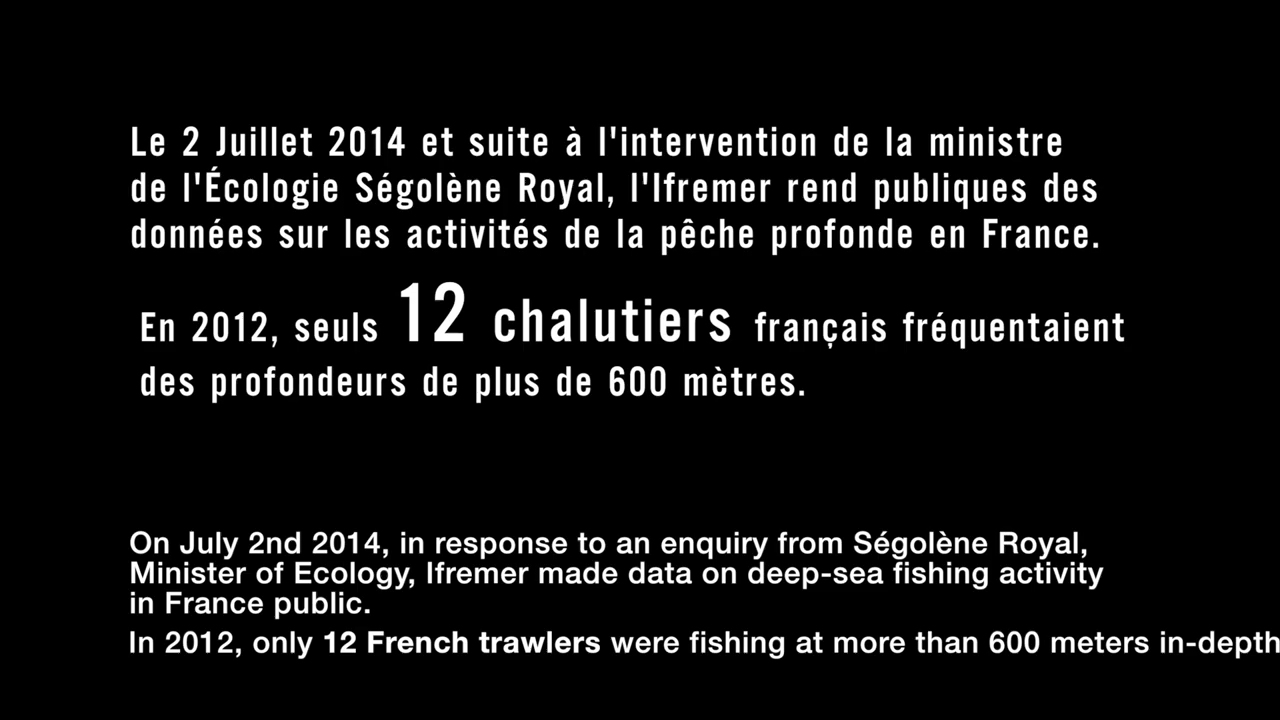 Le 2 Juillet 2014 et suite à l'intervention de la ministre
de l'Écologie Ségolène Royal, l'Ifremer rend publiques des
données sur les activités de la pêche profonde en France.
En 2012, seuls 12 chalutiers français fréquentaient
des profondeurs de plus de 600 mètres.
On July 2nd 2014, in response to an enquiry from Ségolène Royal,
Minister of Ecology, Ifremer made data on deep-sea fishing activity
in France public.
In 2012, only 12 French trawlers were fishing at more than 600 meters in-depth